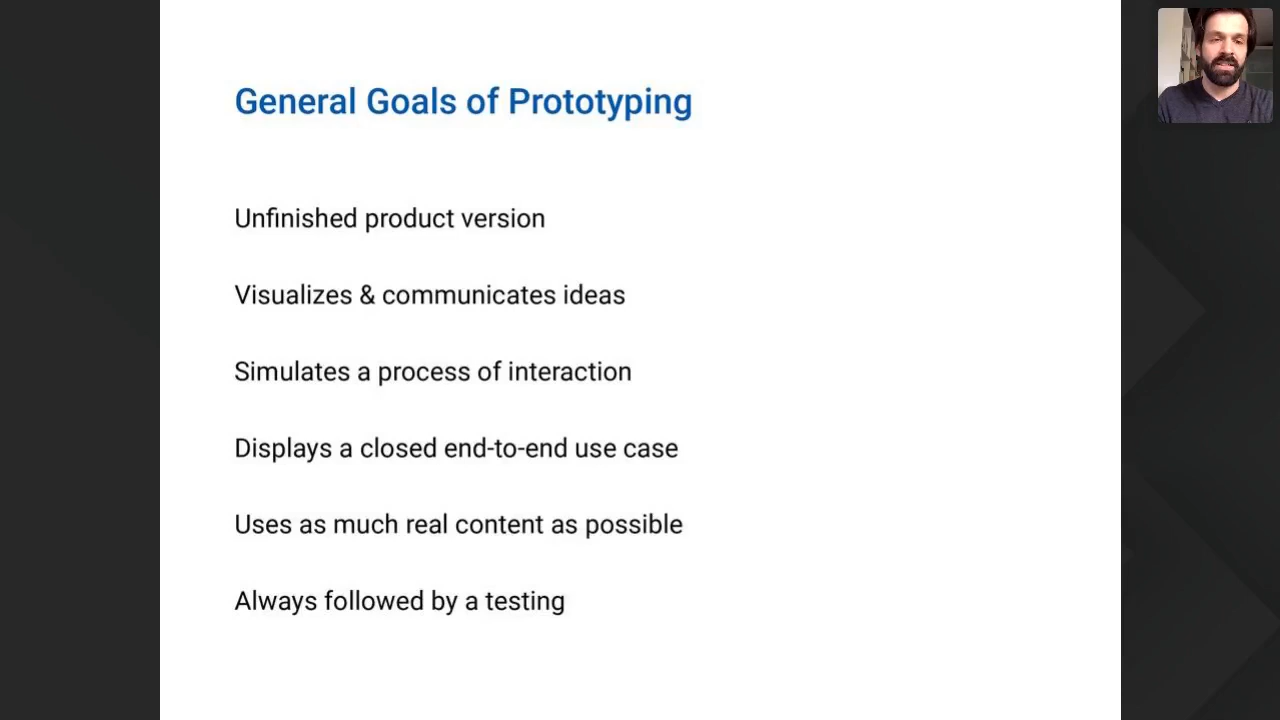 General Goals of Prototyping
Unfinished product version
Visualizes & communicates ideas
Simulates a process of interaction
Displays a closed end-to-end use case
Uses as much real content as possible
Always followed by a testing